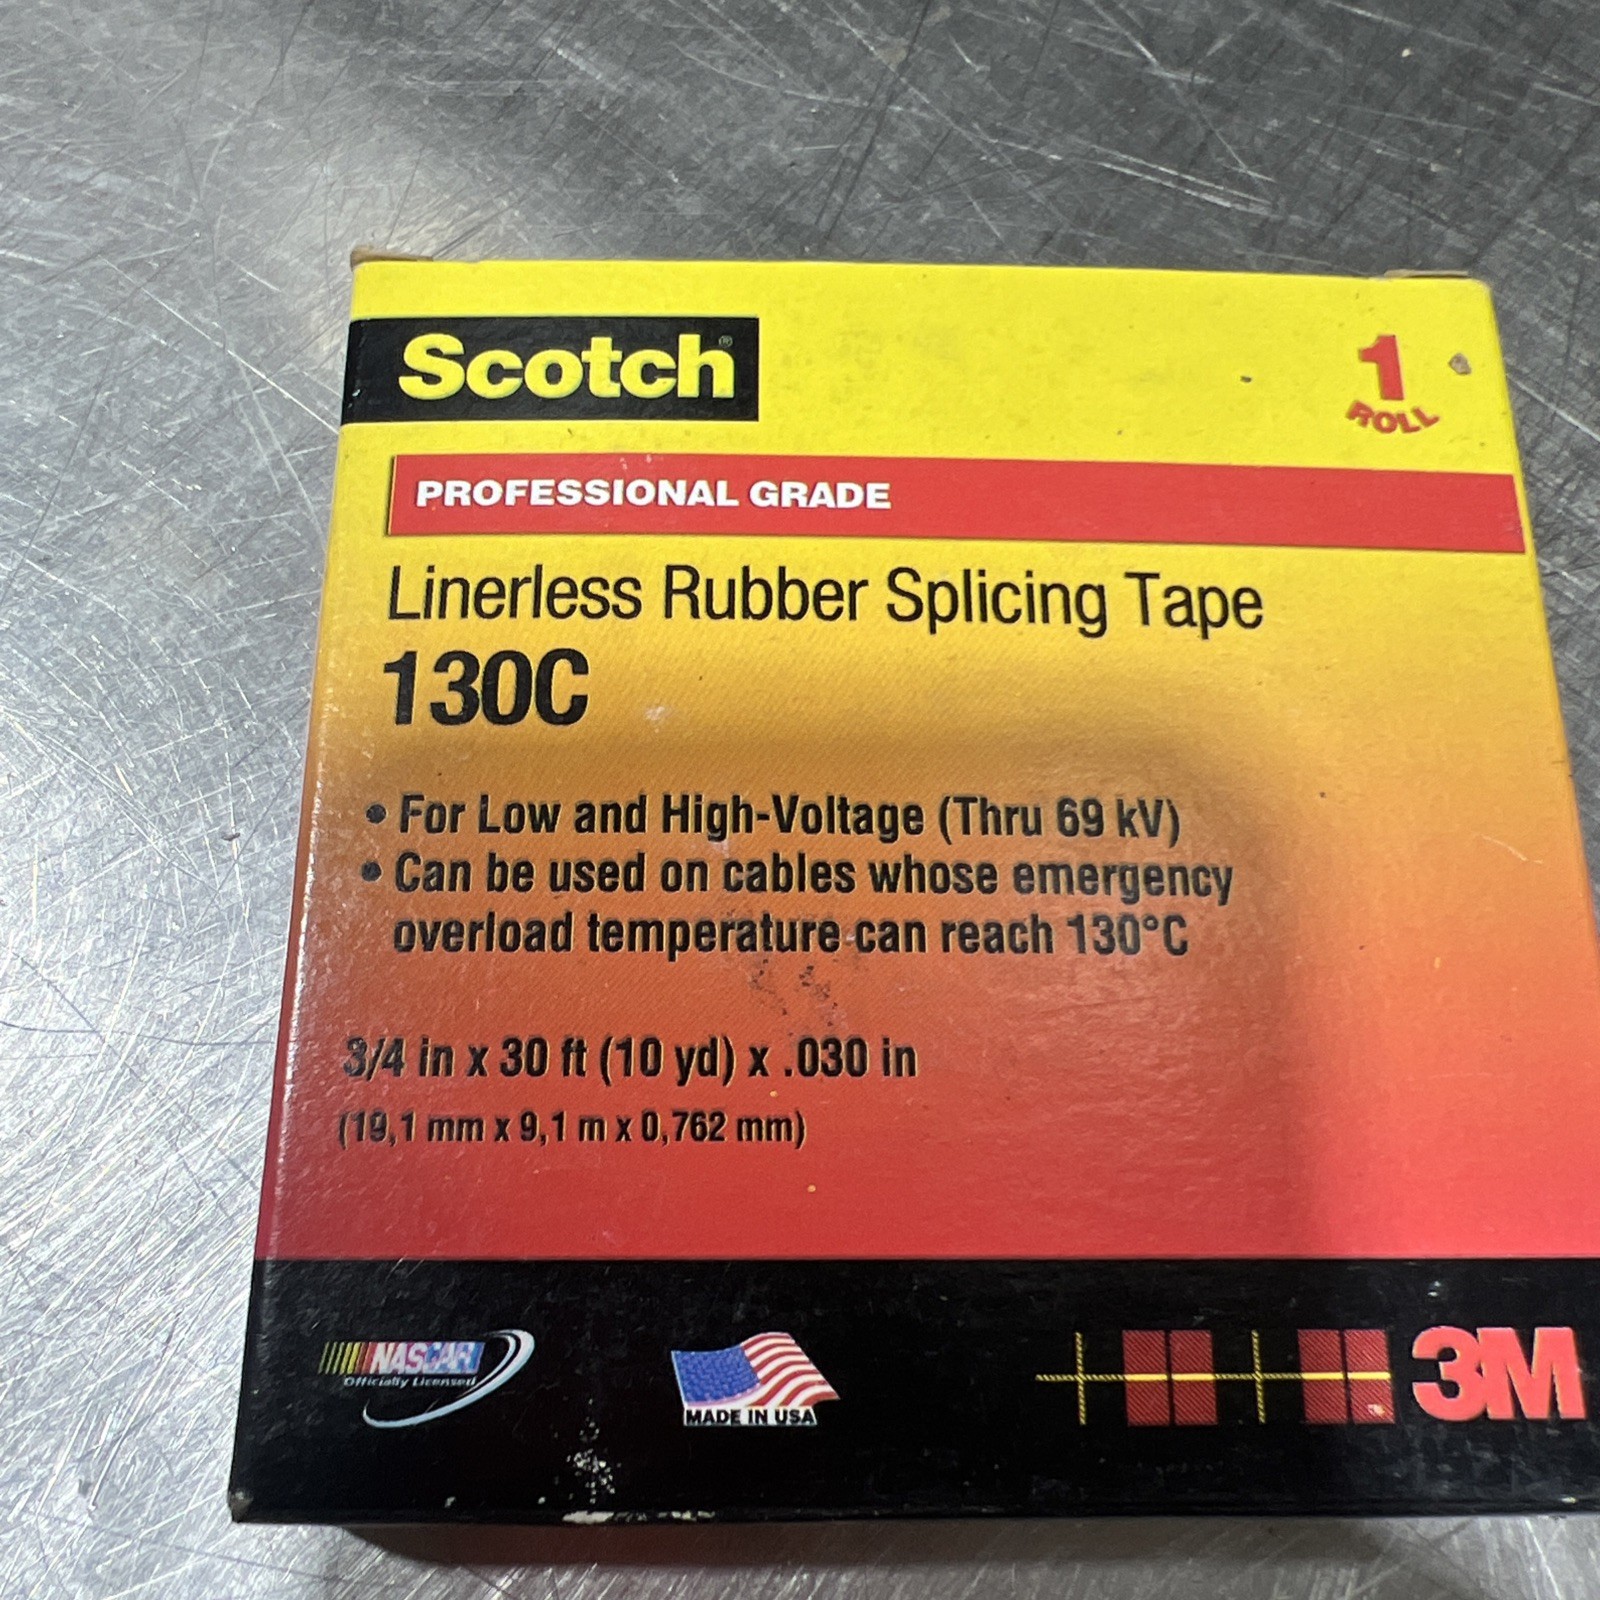 Scotch®
1
ROLL
PROFESSIONAL GRADE
Linerless Rubber Splicing Tape
130C
• For Low and High-Voltage (Thru 69 kV)
• Can be used on cables whose emergency
overload temperature can reach 130°C
3/4 in x 30 ft (10 yd) x .030 in
(19,1 mm x 9,1 m x 0,762 mm)
NASCAR
Officially Licensed
MADE IN USA
3M